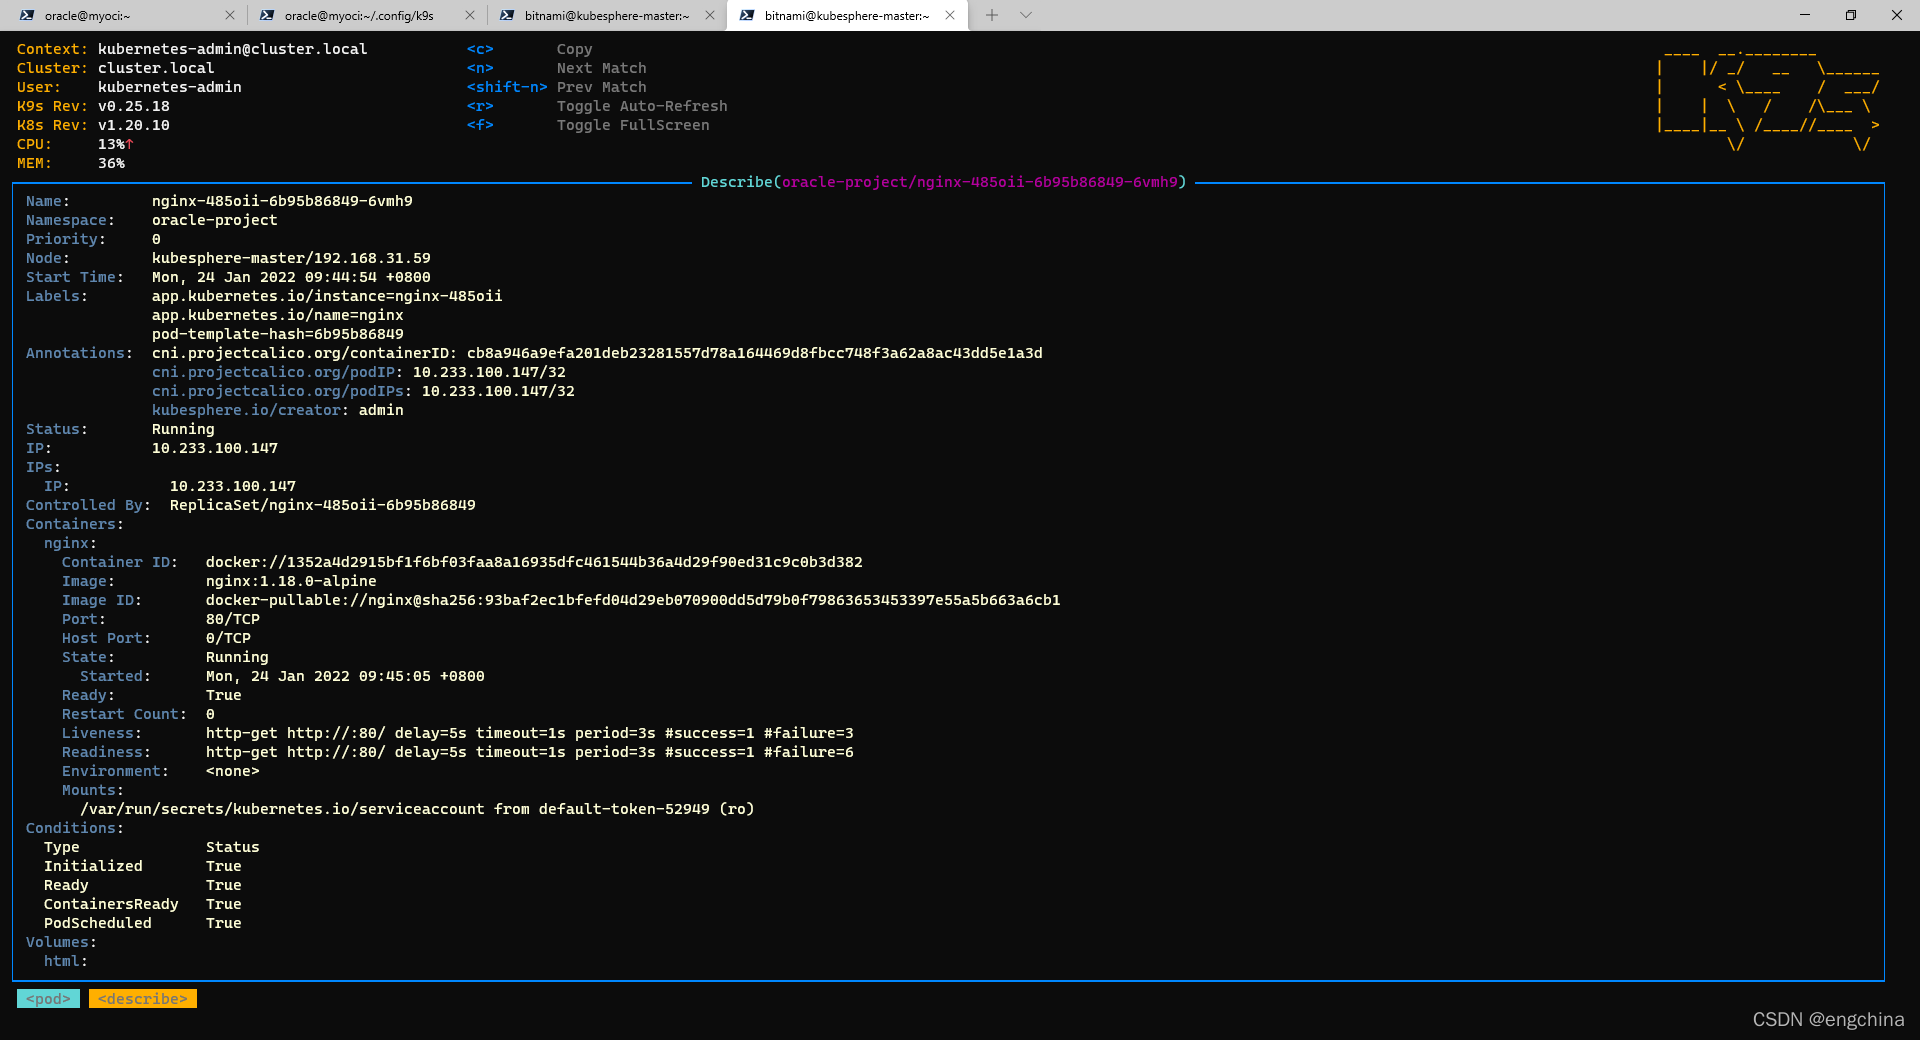 oracle@myoci:~
oracle@myoci:~/.config/k9s
bitnami@kubesphere-master:~
bitnami@kubesphere-master:~
Context: kubernetes-admin@cluster.local <c> Copy
Cluster: cluster.local <n> Next Match
User: kubernetes-admin <shift-n> Prev Match
K9s Rev: v0.25.18 <r> Toggle Auto-Refresh
K8s Rev: v1.20.10 <f> Toggle FullScreen
CPU: 13%↑
MEM: 36%
Describe(oracle-project/nginx-485oii-6b95b86849-6vmh9)
Name: nginx-485oii-6b95b86849-6vmh9
Namespace: oracle-project
Priority: 0
Node: kubesphere-master/192.168.31.59
Start Time: Mon, 24 Jan 2022 09:44:54 +0800
Labels: app.kubernetes.io/instance=nginx-485oii
app.kubernetes.io/name=nginx
pod-template-hash=6b95b86849
Annotations: cni.projectcalico.org/containerID: cb8a946a9efa201deb23281557d78a164469d8fbcc748f3a62a8ac43dd5e1a3d
cni.projectcalico.org/podIP: 10.233.100.147/32
cni.projectcalico.org/podIPs: 10.233.100.147/32
kubesphere.io/creator: admin
Status: Running
IP: 10.233.100.147
IPs:
IP: 10.233.100.147
Controlled By: ReplicaSet/nginx-485oii-6b95b86849
Containers:
nginx:
Container ID: docker://1352a4d2915bf1f6bf03faa8a16935dfc461544b36a4d29f90ed31c9c0b3d382
Image: nginx:1.18.0-alpine
Image ID: docker-pullable://nginx@sha256:93baf2ec1bfefd04d29eb070900dd5d79b0f79863653453397e55a5b663a6cb1
Port: 80/TCP
Host Port: 0/TCP
State: Running
Started: Mon, 24 Jan 2022 09:45:05 +0800
Ready: True
Restart Count: 0
Liveness: http-get http://:80/ delay=5s timeout=1s period=3s #success=1 #failure=3
Readiness: http-get http://:80/ delay=5s timeout=1s period=3s #success=1 #failure=6
Environment: <none>
Mounts:
/var/run/secrets/kubernetes.io/serviceaccount from default-token-52949 (ro)
Conditions:
Type Status
Initialized True
Ready True
ContainersReady True
PodScheduled True
Volumes:
html:
<pod> <describe>
CSDN @engchina